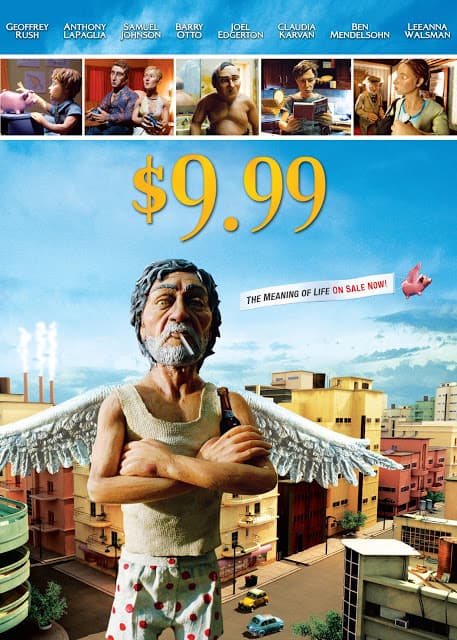 GEOFFREY RUSH
ANTHONY LAPAGLIA
SAMUEL JOHNSON
BARRY OTTO
JOEL EDGERTON
CLAUDIA KARVAN
BEN MENDELSOHN
LEEANNA WALSMAN
$9.99
THE MEANING OF LIFE ON SALE NOW!